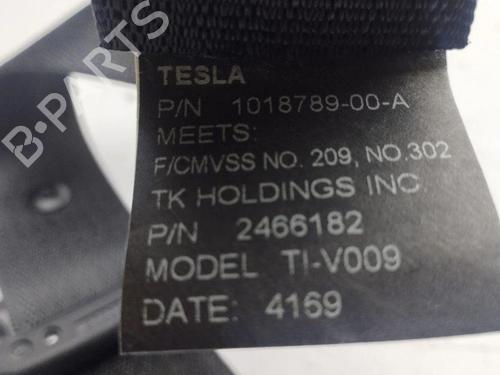 B-PARTS
TESLA
P/N 1018789-00-A
MEETS:
F/CMVSS NO. 209, NO.302
TK HOLDINGS INC.
P/N 2466182
MODEL TI-V009
DATE: 4169